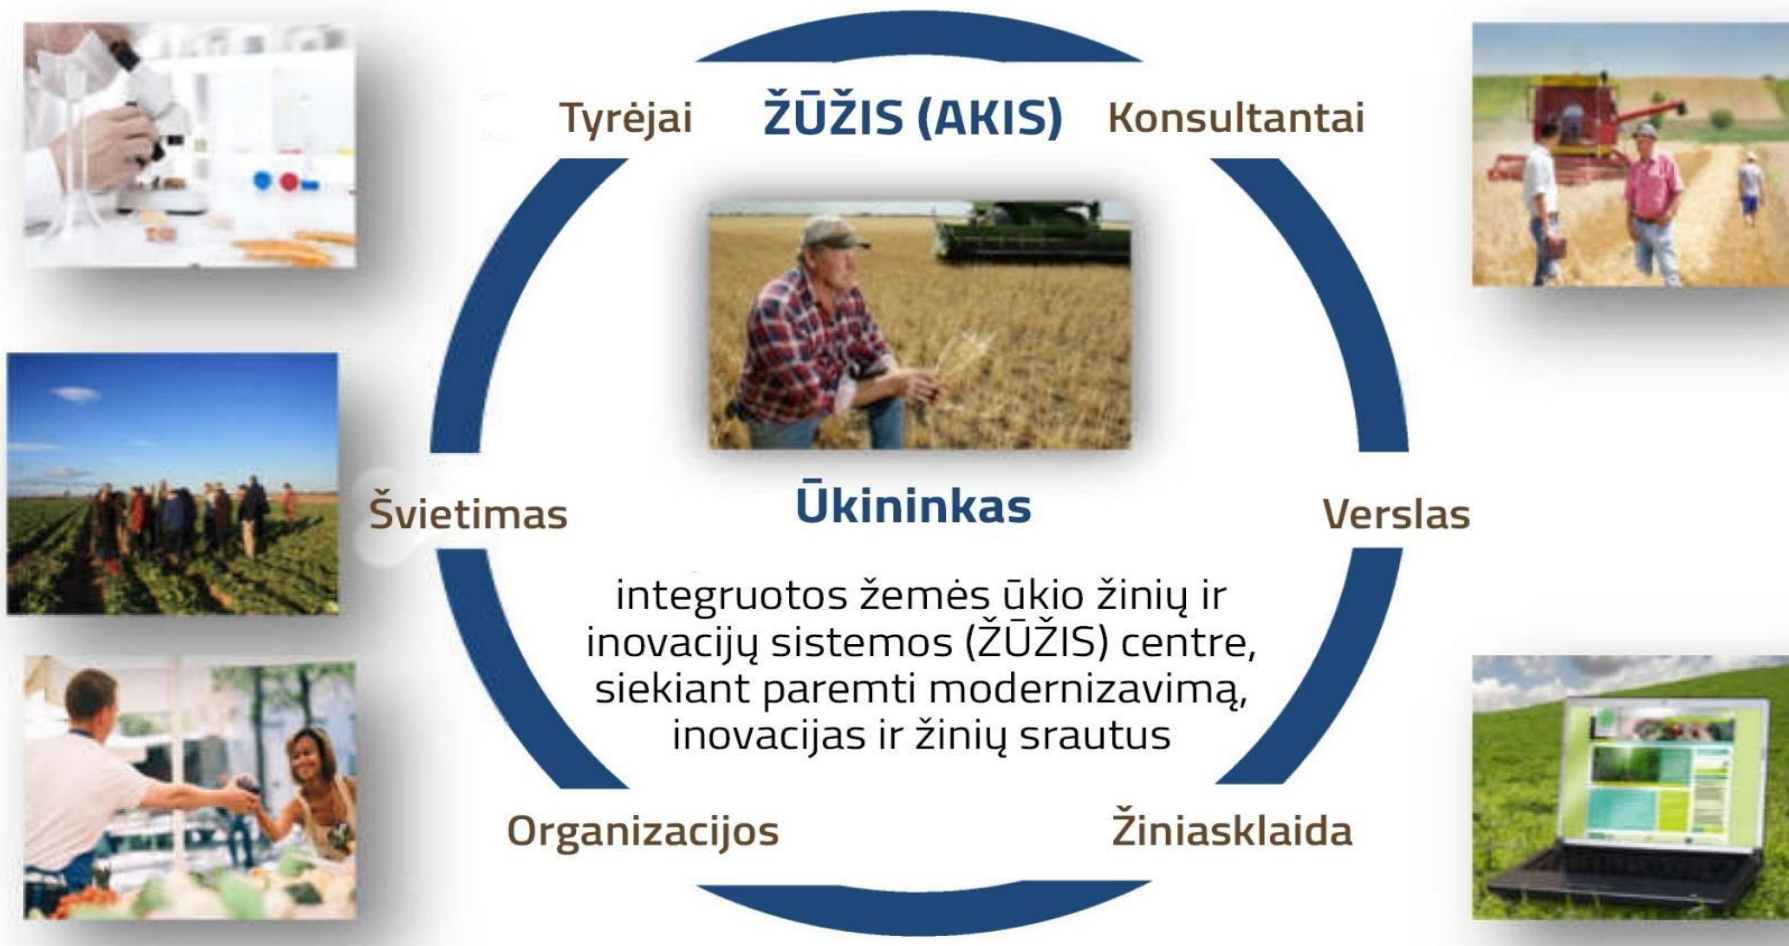 Tyrėjai ŽŪŽIS (AKIS) Konsultantai
Ūkininkas
Švietimas
Verslas
integruotos žemės ūkio žinių ir
inovacijų sistemos (ŽŪŽIS) centre,
siekiant paremti modernizavimą,
inovacijas ir žinių srautus
Organizacijos
Žiniasklaida